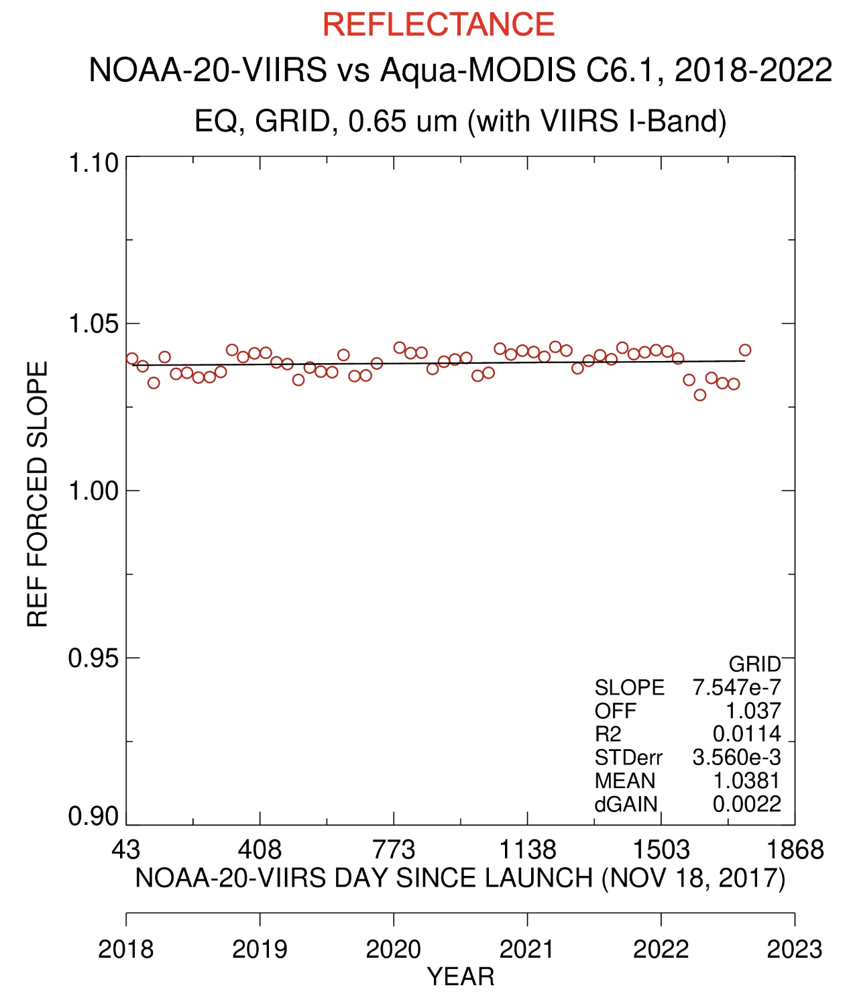 REFLECTANCE
NOAA-20-VIIRS vs Aqua-MODIS C6.1, 2018-2022
EQ, GRID, 0.65 um (with VIIRS I-Band)
1.10
1.05
1.00
0.95
0.90
REF FORCED SLOPE
GRID
SLOPE 7.547e-7
OFF 1.037
R2 0.0114
STDerr 3.560e-3
MEAN 1.0381
dGAIN 0.0022
43 408 773 1138 1503 1868
NOAA-20-VIIRS DAY SINCE LAUNCH (NOV 18, 2017)
2018 2019 2020 2021 2022 2023
YEAR